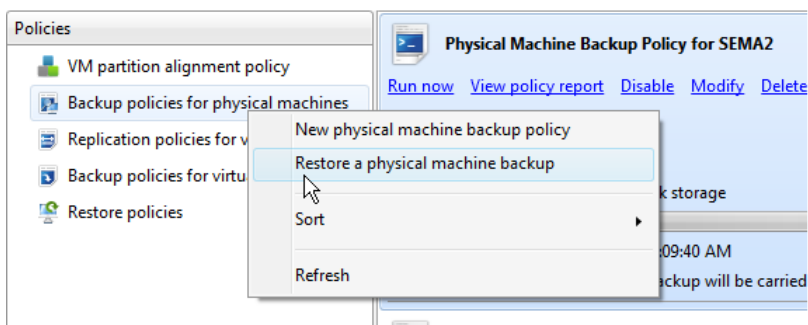 Policies
VM partition alignment policy
Backup policies for physical machines
Replication policies for v
Backup policies for virtu
Restore policies
New physical machine backup policy
Restore a physical machine backup
Sort
Refresh
Physical Machine Backup Policy for SEMA2
Run now View policy report Disable Modify Delete
k storage
:09:40 AM
ackup will be carried